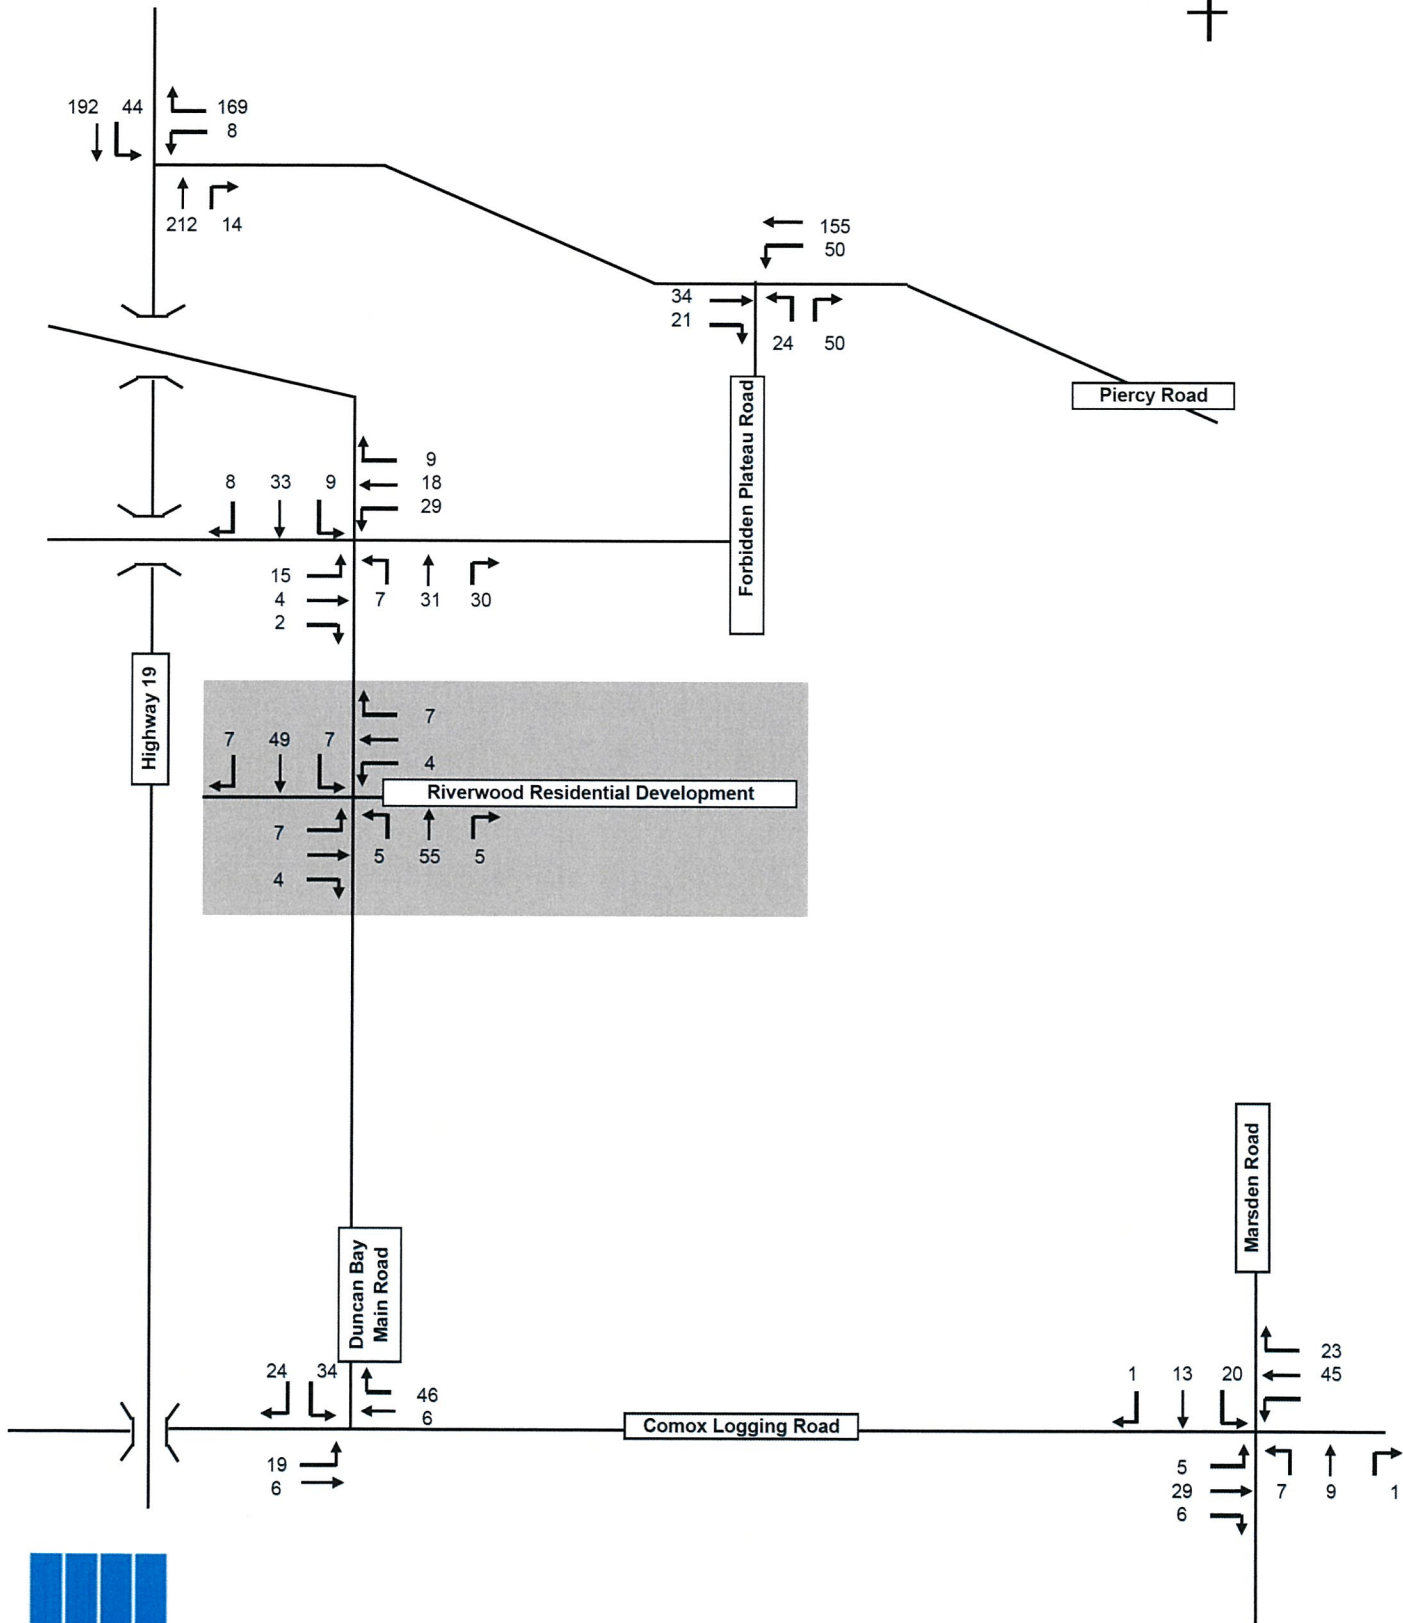 192 44 169
8
212 14
155
50
34
21
24 50
Piercy Road
Forbidden Plateau Road
9
8 33 9 18
29
15
4 7 31 30
2
Highway 19
7
7 49 7
4
Riverwood Residential Development
7
5 55 5
4
Marsden Road
Duncan Bay
Main Road
24 34
46
6
23
1 13 20 45
Comox Logging Road
19
6
5
29 7 9 1
6